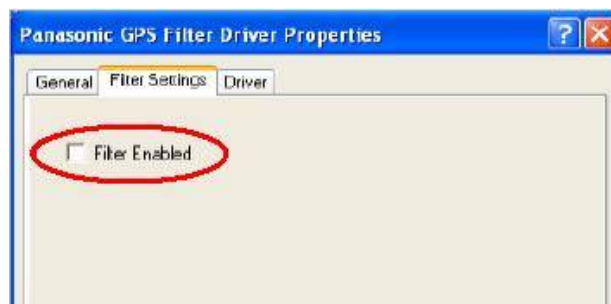 Panasonic GPS Filter Driver Properties
General Filter Settings Driver
Filter Enabled